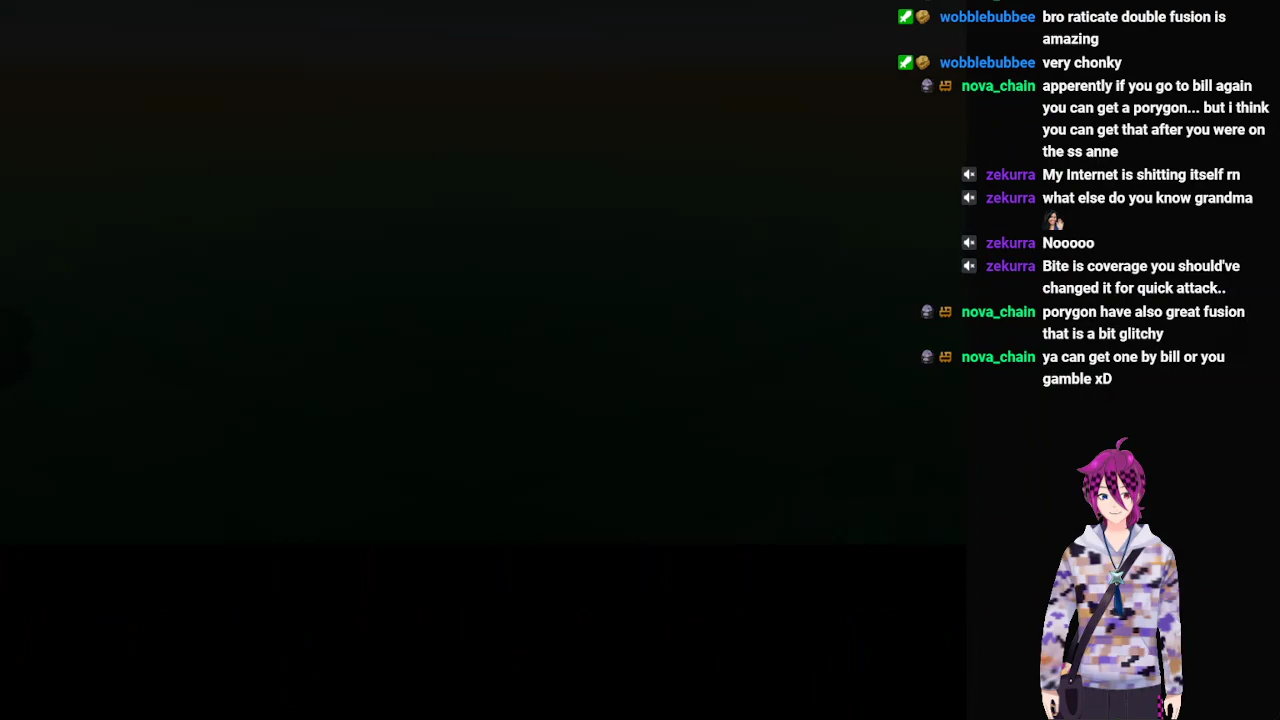 wobblebubbee bro raticate double fusion is
amazing
wobblebubbee very chonky
nova_chain apperently if you go to bill again
you can get a porygon... but i think
you can get that after you were on
the ss anne
zekurra My Internet is shitting itself rn
zekurra what else do you know grandma
zekurra Nooooo
zekurra Bite is coverage you should've
changed it for quick attack..
nova_chain porygon have also great fusion
that is a bit glitchy
nova_chain ya can get one by bill or you
gamble xD